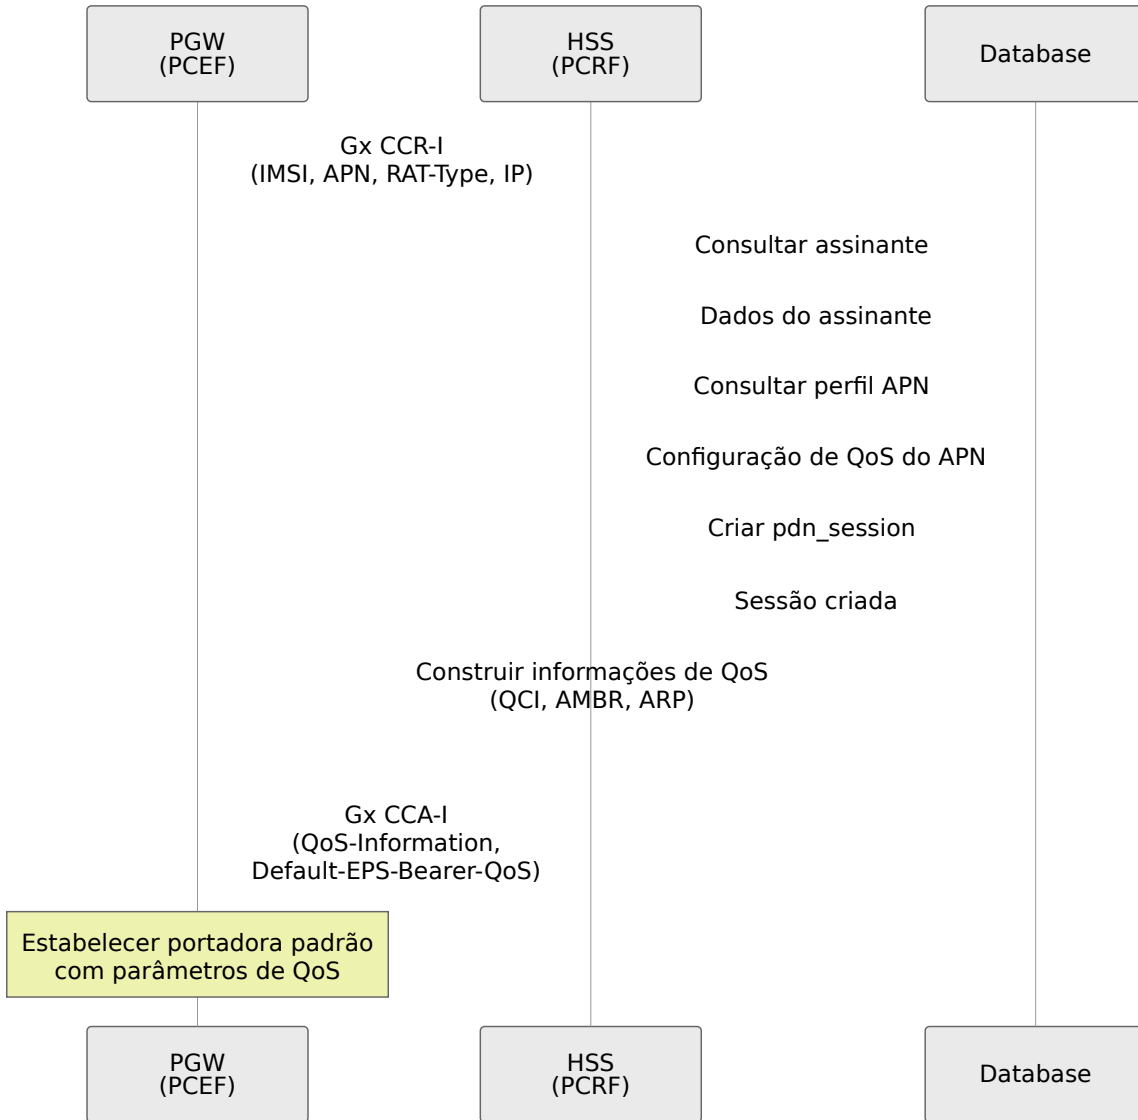 PGW
(PCEF)
HSS
(PCRF)
Database
Gx CCR-I
(IMSI, APN, RAT-Type, IP)
Consultar assinante
Dados do assinante
Consultar perfil APN
Configuração de QoS do APN
Criar pdn_session
Sessão criada
Construir informações de QoS
(QCI, AMBR, ARP)
Gx CCA-I
(QoS-Information,
Default-EPS-Bearer-QoS)
Estabelecer portadora padrão
com parâmetros de QoS
PGW
(PCEF)
HSS
(PCRF)
Database